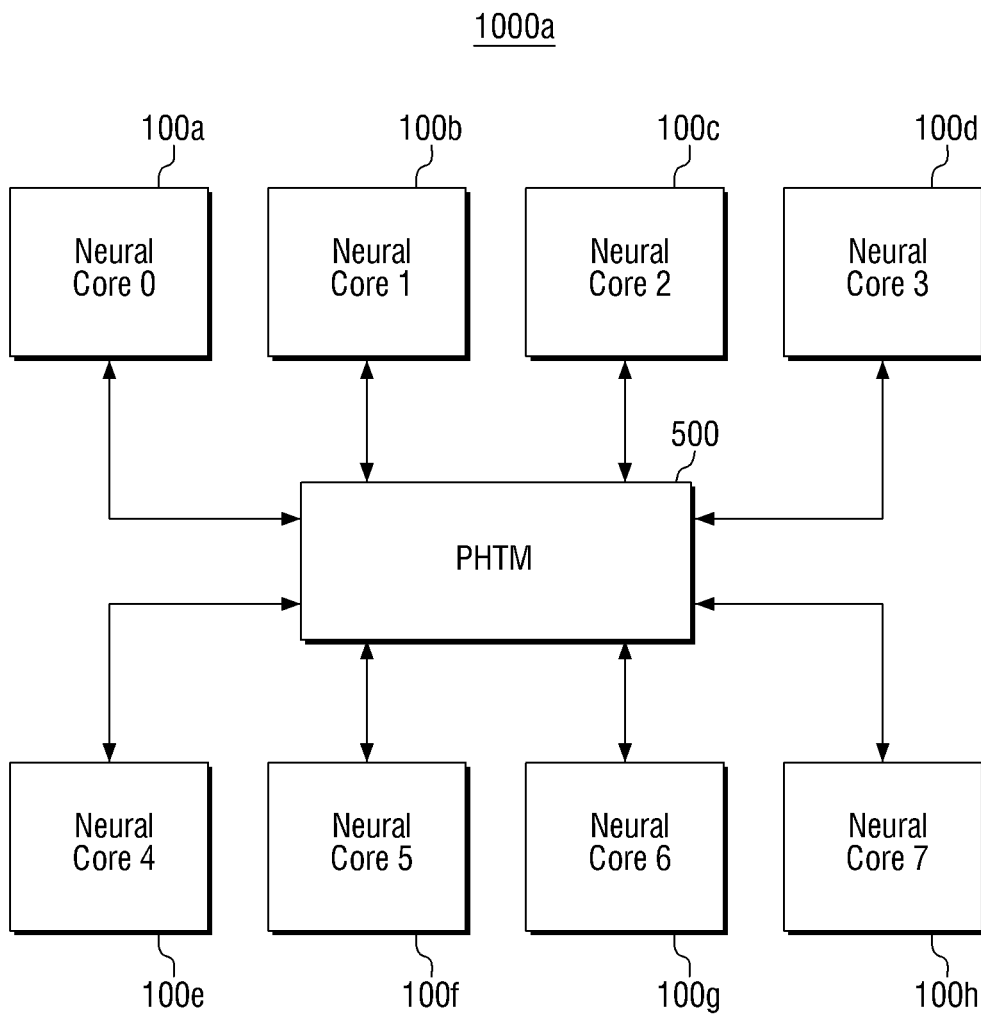 1000a
100a
100b
100c
100d
Neural
Core 0
Neural
Core 1
Neural
Core 2
Neural
Core 3
500
PHTM
Neural
Core 4
Neural
Core 5
Neural
Core 6
Neural
Core 7
100e
100f
100g
100h